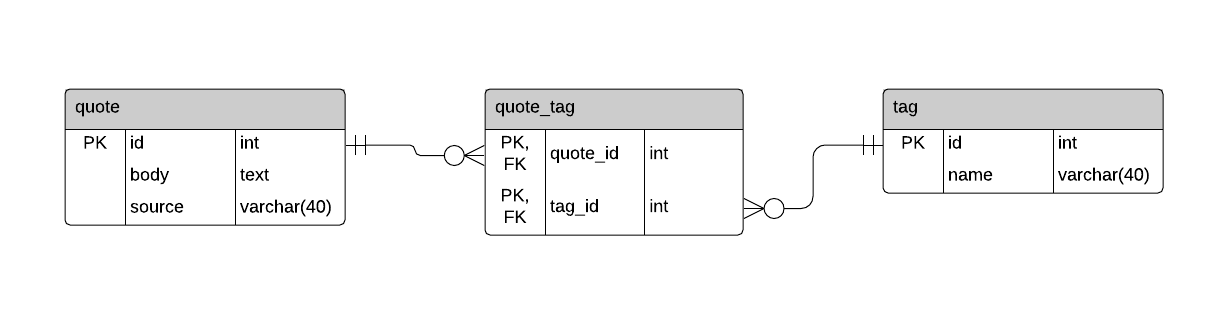 quote
PK id int
body text
source varchar(40)
quote_tag
PK,
FK quote_id int
PK,
FK tag_id int
tag
PK id int
name varchar(40)